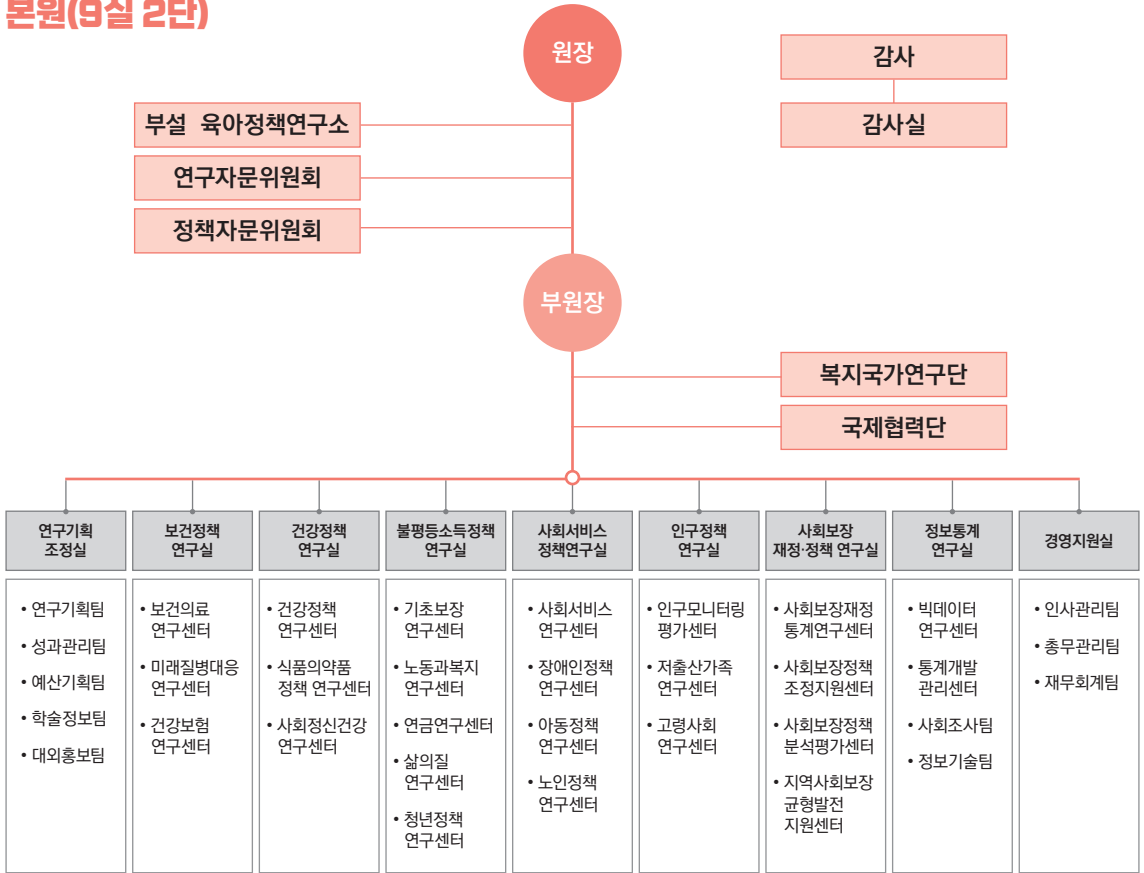 본원(9실 2단)
원장
감사
감사실
부설 육아정책연구소
연구자문위원회
정책자문위원회
부원장
복지국가연구단
국제협력단
연구기획
조정실
• 연구기획팀
• 성과관리팀
• 예산기획팀
• 학술정보팀
• 대외홍보팀
보건정책
연구실
• 보건의료
연구센터
• 미래질병대응
연구센터
• 건강보험
연구센터
건강정책
연구실
• 건강정책
연구센터
• 식품의약품
정책 연구센터
• 사회정신건강
연구센터
불평등소득정책
연구실
• 기초보장
연구센터
• 노동과복지
연구센터
• 연금연구센터
• 삶의질
연구센터
• 청년정책
연구센터
사회서비스
정책연구실
• 사회서비스
연구센터
• 장애인정책
연구센터
• 아동정책
연구센터
• 노인정책
연구센터
인구정책
연구실
• 인구모니터링
평가센터
• 저출산가족
연구센터
• 고령사회
연구센터
사회보장
재정·정책 연구실
• 사회보장재정
통계연구센터
• 사회보장정책
조정지원센터
• 사회보장정책
분석평가센터
• 지역사회보장
균형발전
지원센터
정보통계
연구실
• 빅데이터
연구센터
• 통계개발
관리센터
• 사회조사팀
• 정보기술팀
경영지원실
• 인사관리팀
• 총무관리팀
• 재무회계팀